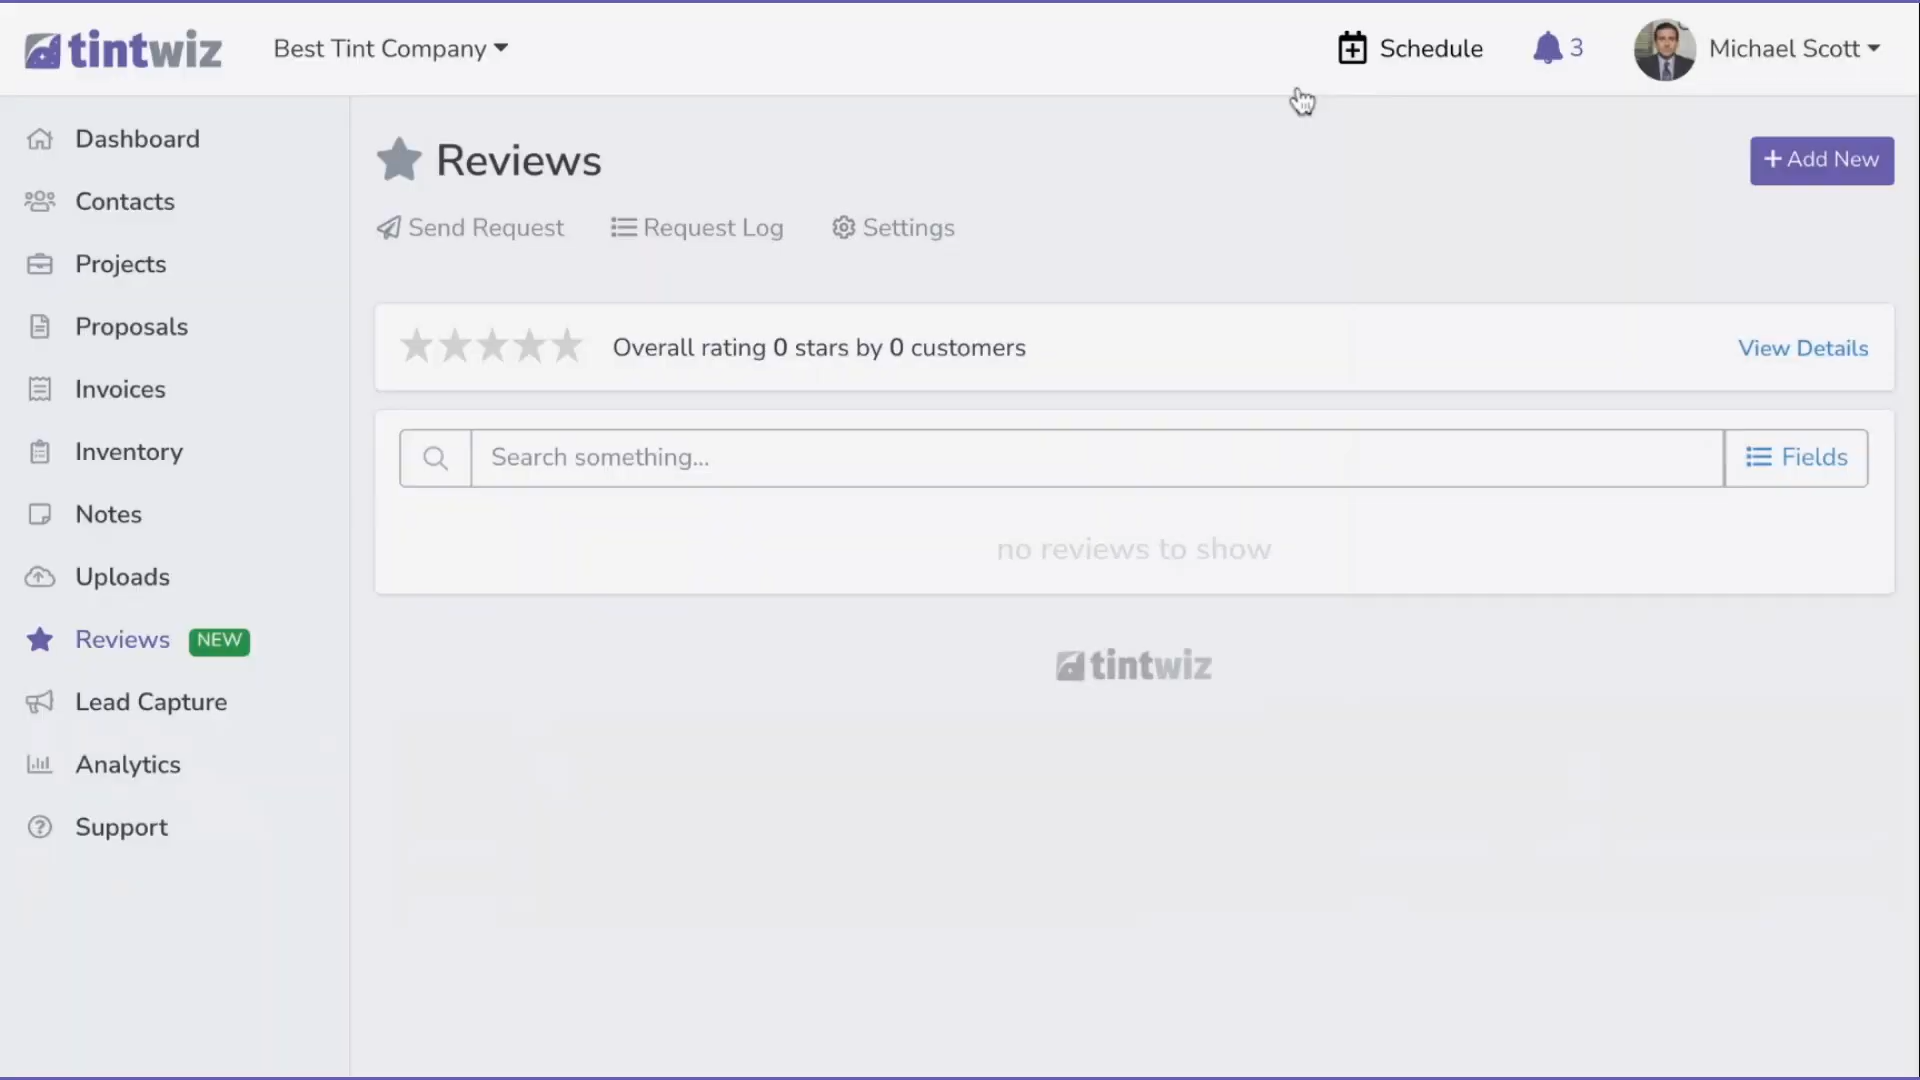 tintwiz
Best Tint Company
Schedule
3
Michael Scott
Dashboard
Contacts
Projects
Proposals
Invoices
Inventory
Notes
Uploads
Reviews NEW
Lead Capture
Analytics
Support
Reviews
+ Add New
Send Request
Request Log
Settings
Overall rating 0 stars by 0 customers
View Details
Search something...
Fields
no reviews to show
tintwiz